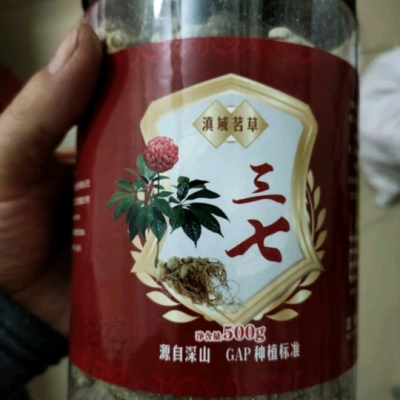 滇域茗草
三七
净含量500g
源自深山 GAP种植标准